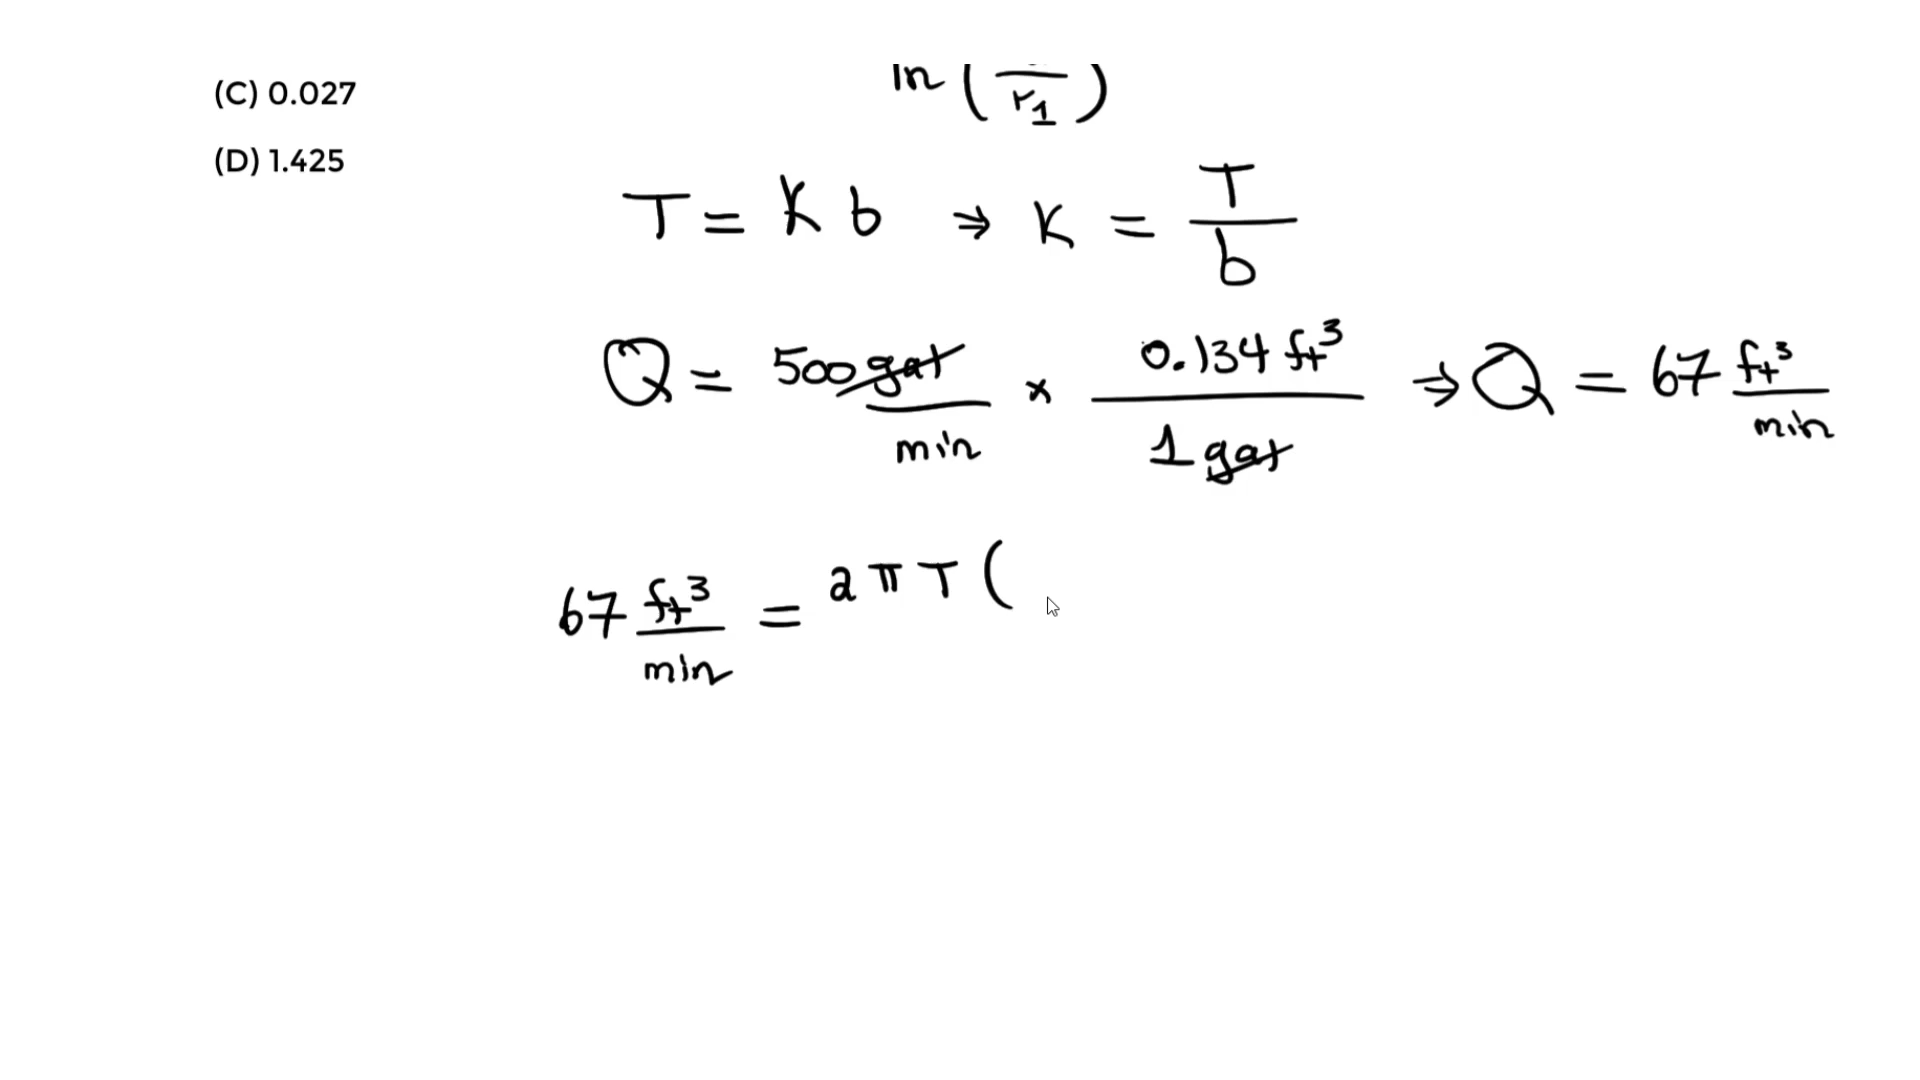 (C) 0.027
(D) 1.425
ln ( / r1 )
T = K b ⇒ K = T / b
Q = 500 gal / min × 0.134 ft³ / 1 gal ⇒ Q = 67 ft³ / min
67 ft³ / min = 2 π T (